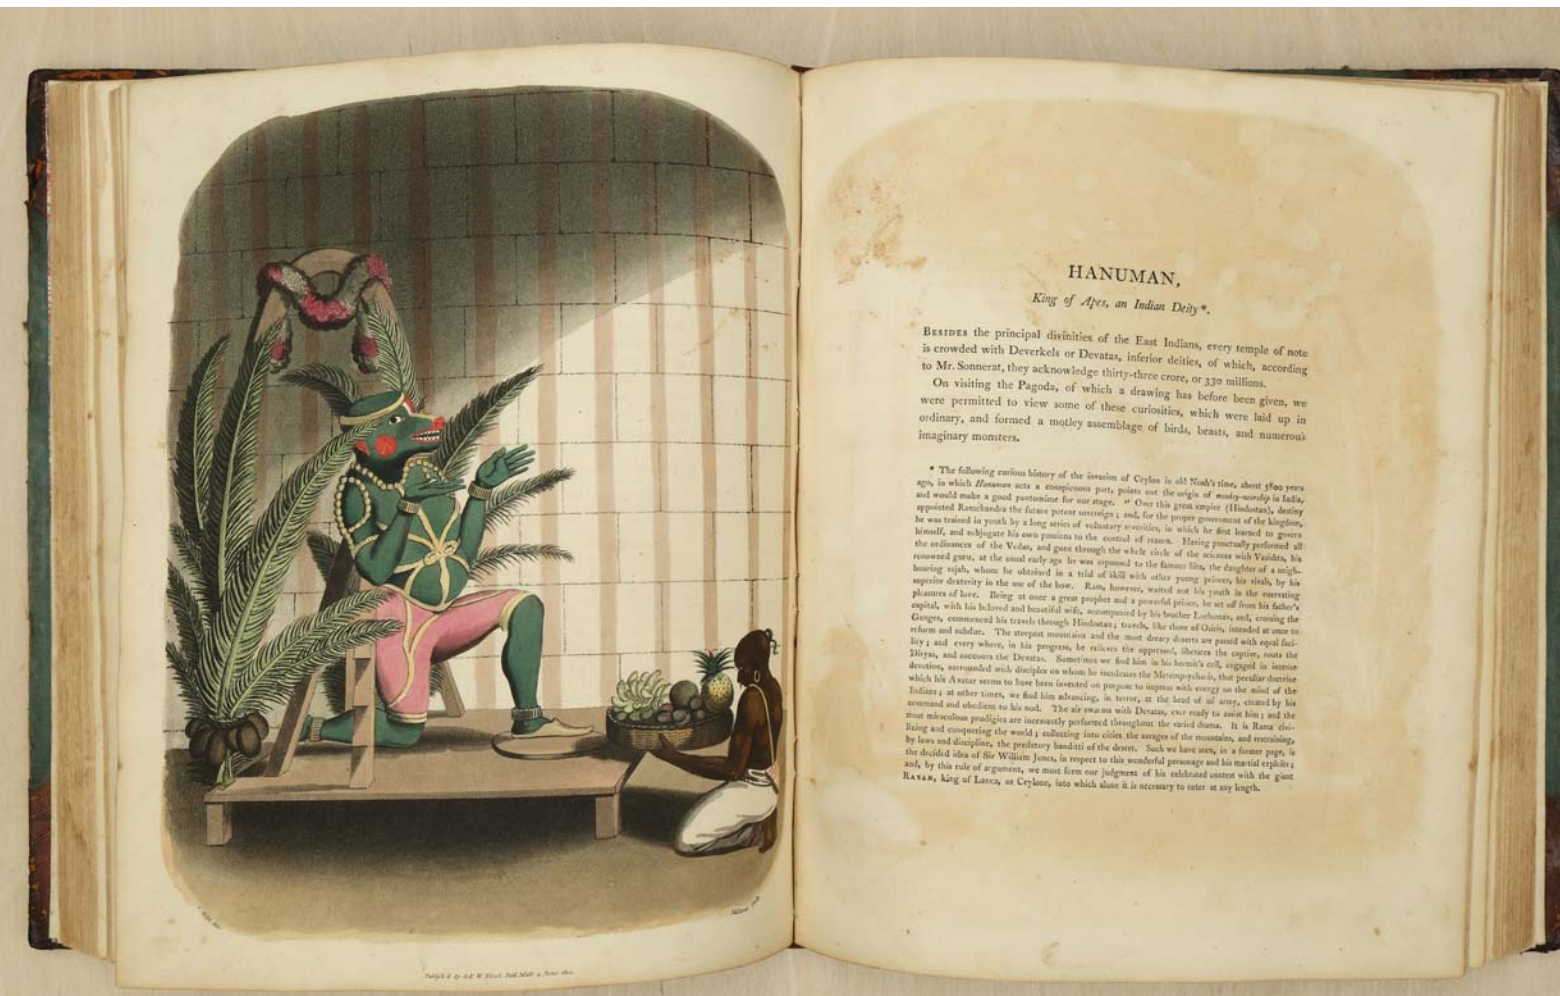 HANUMAN,
King of Apes, an Indian Deity*.
BESIDES the principal divinities of the East Indians, every temple of note
is crowded with Deverkels or Devatas, inferior deities, of which, according
to Mr. Sonnerat, they acknowledge thirty-three crore, or 330 millions.
On visiting the Pagoda, of which a drawing has before been given, we
were permitted to view some of these curiosities, which were laid up in
ordinary, and formed a motley assemblage of birds, beasts, and numerous
imaginary monsters.
* The following curious history of the invasion of Ceylon in old Noah's time, about 3800 years
ago, in which Hanuman acts a conspicuous part, points out the origin of monkey-worship in India,
and would make a good pantomime for our stage. " Over this great empire (Hindostan), destiny
appointed Ramchandra the future potent sovereign; and, for the proper government of the kingdom,
he was trained in youth by a long series of voluntary severities, in which he first learned to govern
himself, and subjugate his own passions to the control of reason. Having punctually performed all
the ordinances of the Vedas, and gone through the whole circle of the sciences with Vasishta, his
renowned guru, at the usual early age he was espoused to the famous Sita, the daughter of a neigh-
bouring rajah, whom he obtained in a trial of skill with other young princes, his rivals, by his
superior dexterity in the use of the bow. Ram, however, wasted not his youth in the enervating
pleasures of love. Being at once a great prophet and a powerful prince, he set off from his father's
capital, with his beloved and beautiful wife, accompanied by his brother Lechman, and, crossing the
Ganges, commenced his travels through Hindostan; travels, like those of Osiris, intended at once to
reform and subdue. The steepest mountains and the most dreary deserts are passed with equal faci-
lity; and every where, in his progress, he relieves the oppressed, liberates the captive, routs the
Dityas, and succours the Devatas. Sometimes we find him in his hermit's cell, engaged in intense
devotion, surrounded with disciples on whom he inculcates the Metempsychosis, that peculiar doctrine
which his Avatar seems to have been invented on purpose to impress with energy on the mind of the
Indians; at other times, we find him advancing, in terror, at the head of an army, created by his
command and obedient to his nod. The air swarms with Devatas, ever ready to assist him; and the
most miraculous prodigies are incessantly performed throughout the varied drama. It is Rama civi-
lizing and conquering the world; collecting into cities the savages of the mountains, and restraining,
by laws and discipline, the predatory banditti of the desert. Such we have seen, in a former page, is
the decided idea of Sir William Jones, in respect to this wonderful personage and his martial exploits;
and, by this rule of argument, we must form our judgment of his celebrated contest with the giant
RAVAN, king of Lanca, or Ceylone, into which alone it is necessary to enter at any length.
Publish'd by G & W Nicol Pall Mall June